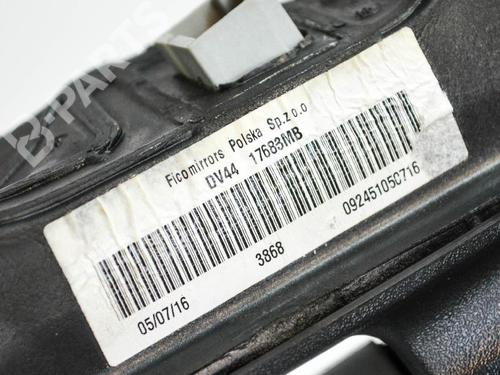 B-PARTS
Ficomirrors Polska Sp.z o.o
DV44 17683MB
09245105C716
3868
05/07/16